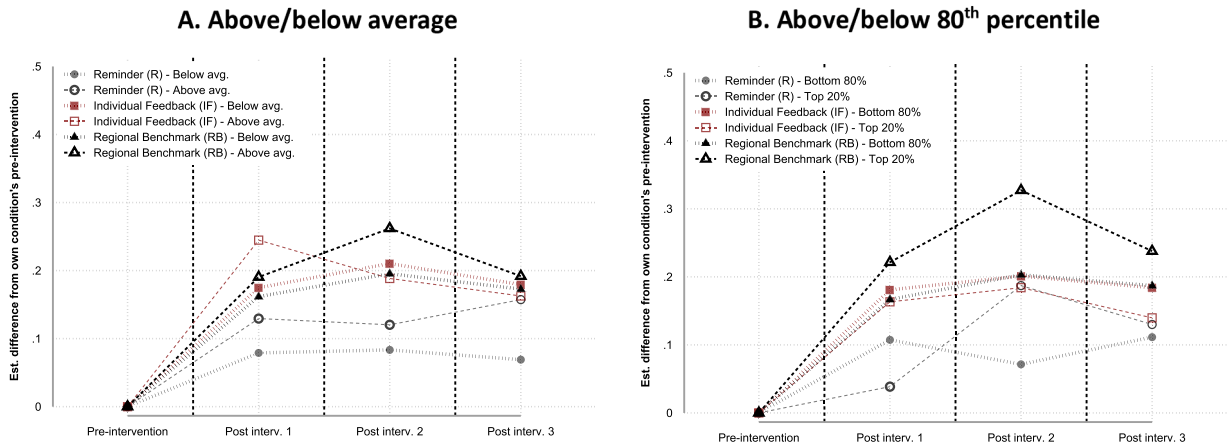 A. Above/below average
Est. difference from own condition's pre-intervention
.5
.4
.3
.2
.1
0
Reminder (R) - Below avg.
Reminder (R) - Above avg.
Individual Feedback (IF) - Below avg.
Individual Feedback (IF) - Above avg.
Regional Benchmark (RB) - Below avg.
Regional Benchmark (RB) - Above avg.
Pre-intervention
Post interv. 1
Post interv. 2
Post interv. 3
B. Above/below 80th percentile
Est. difference from own condition's pre-intervention
.5
.4
.3
.2
.1
0
Reminder (R) - Bottom 80%
Reminder (R) - Top 20%
Individual Feedback (IF) - Bottom 80%
Individual Feedback (IF) - Top 20%
Regional Benchmark (RB) - Bottom 80%
Regional Benchmark (RB) - Top 20%
Pre-intervention
Post interv. 1
Post interv. 2
Post interv. 3